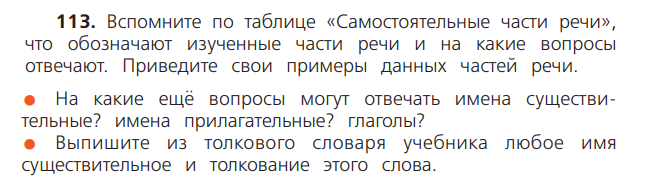 113. Вспомните по таблице «Самостоятельные части речи»,
что обозначают изученные части речи и на какие вопросы
отвечают. Приведите свои примеры данных частей речи.
● На какие ещё вопросы могут отвечать имена существи-
тельные? имена прилагательные? глаголы?
● Выпишите из толкового словаря учебника любое имя
существительное и толкование этого слова.